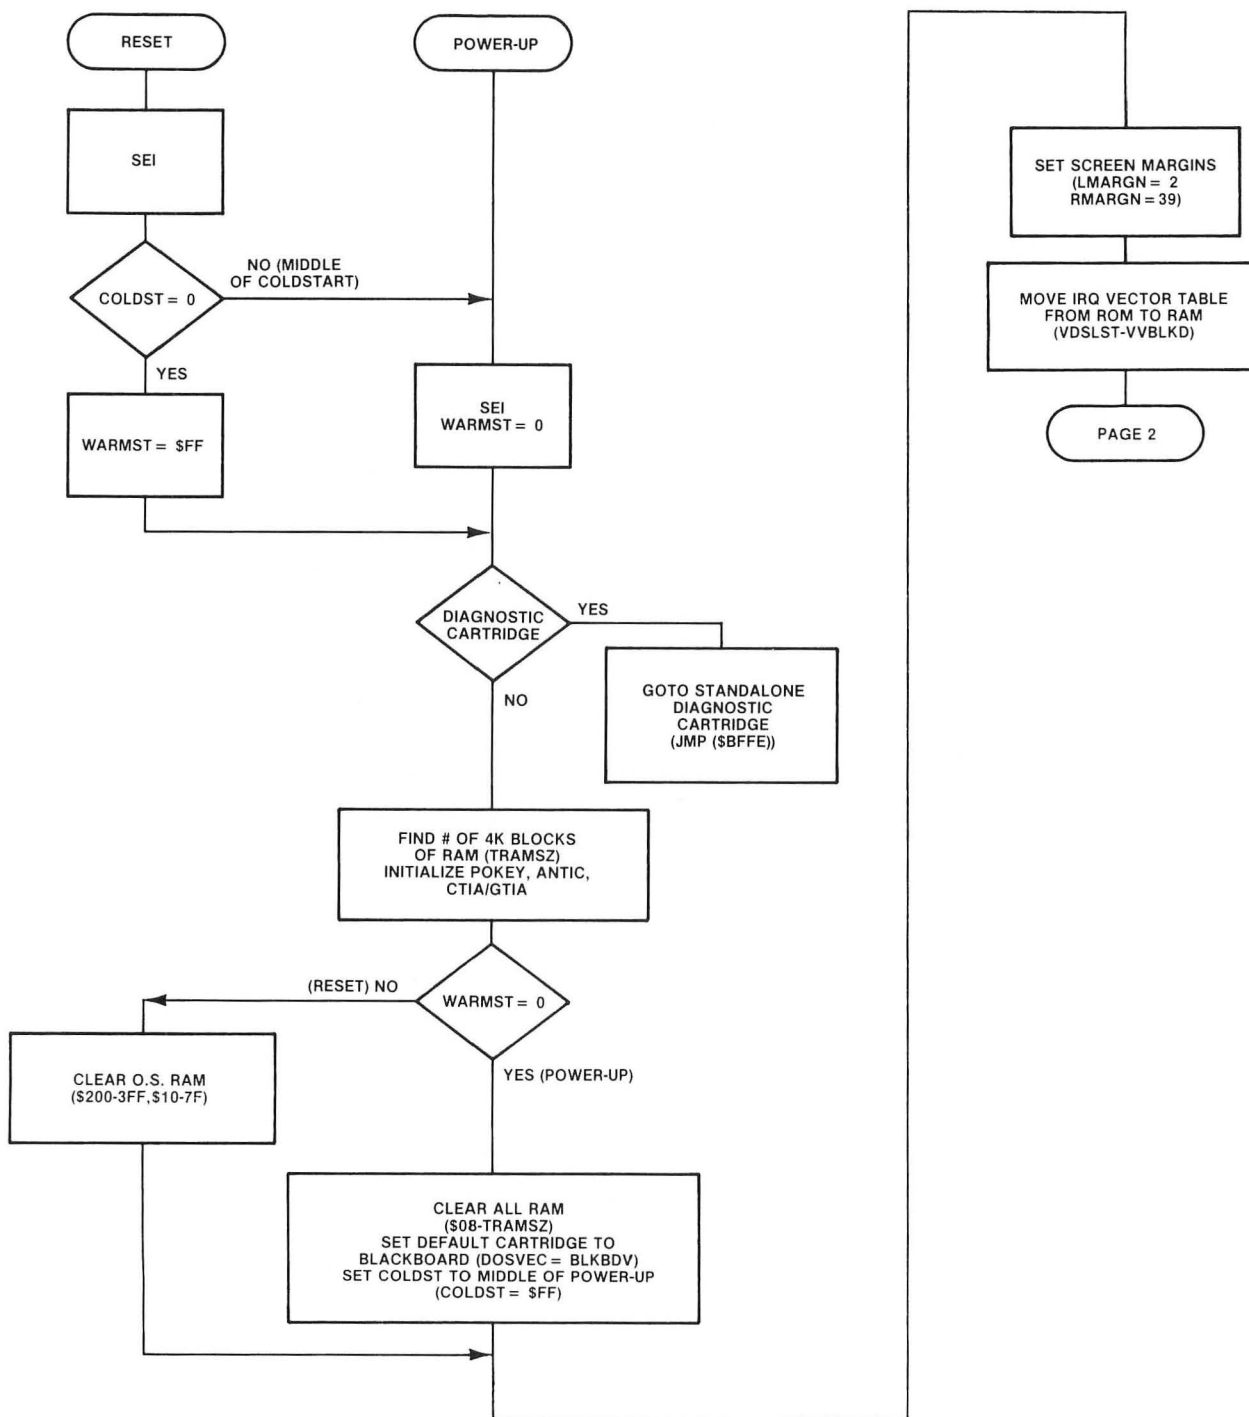 RESET
POWER-UP
SEI
COLDST = 0
NO (MIDDLE
OF COLDSTART)
YES
WARMST = $FF
SEI
WARMST = 0
DIAGNOSTIC
CARTRIDGE
YES
GOTO STANDALONE
DIAGNOSTIC
CARTRIDGE
(JMP ($BFFE))
NO
FIND # OF 4K BLOCKS
OF RAM (TRAMSZ)
INITIALIZE POKEY, ANTIC,
CTIA/GTIA
WARMST = 0
(RESET) NO
CLEAR O.S. RAM
($200-3FF,$10-7F)
YES (POWER-UP)
CLEAR ALL RAM
($08-TRAMSZ)
SET DEFAULT CARTRIDGE TO
BLACKBOARD (DOSVEC = BLKBDV)
SET COLDST TO MIDDLE OF POWER-UP
(COLDST = $FF)
SET SCREEN MARGINS
(LMARGN = 2
RMARGN = 39)
MOVE IRQ VECTOR TABLE
FROM ROM TO RAM
(VDSLST-VVBLKD)
PAGE 2